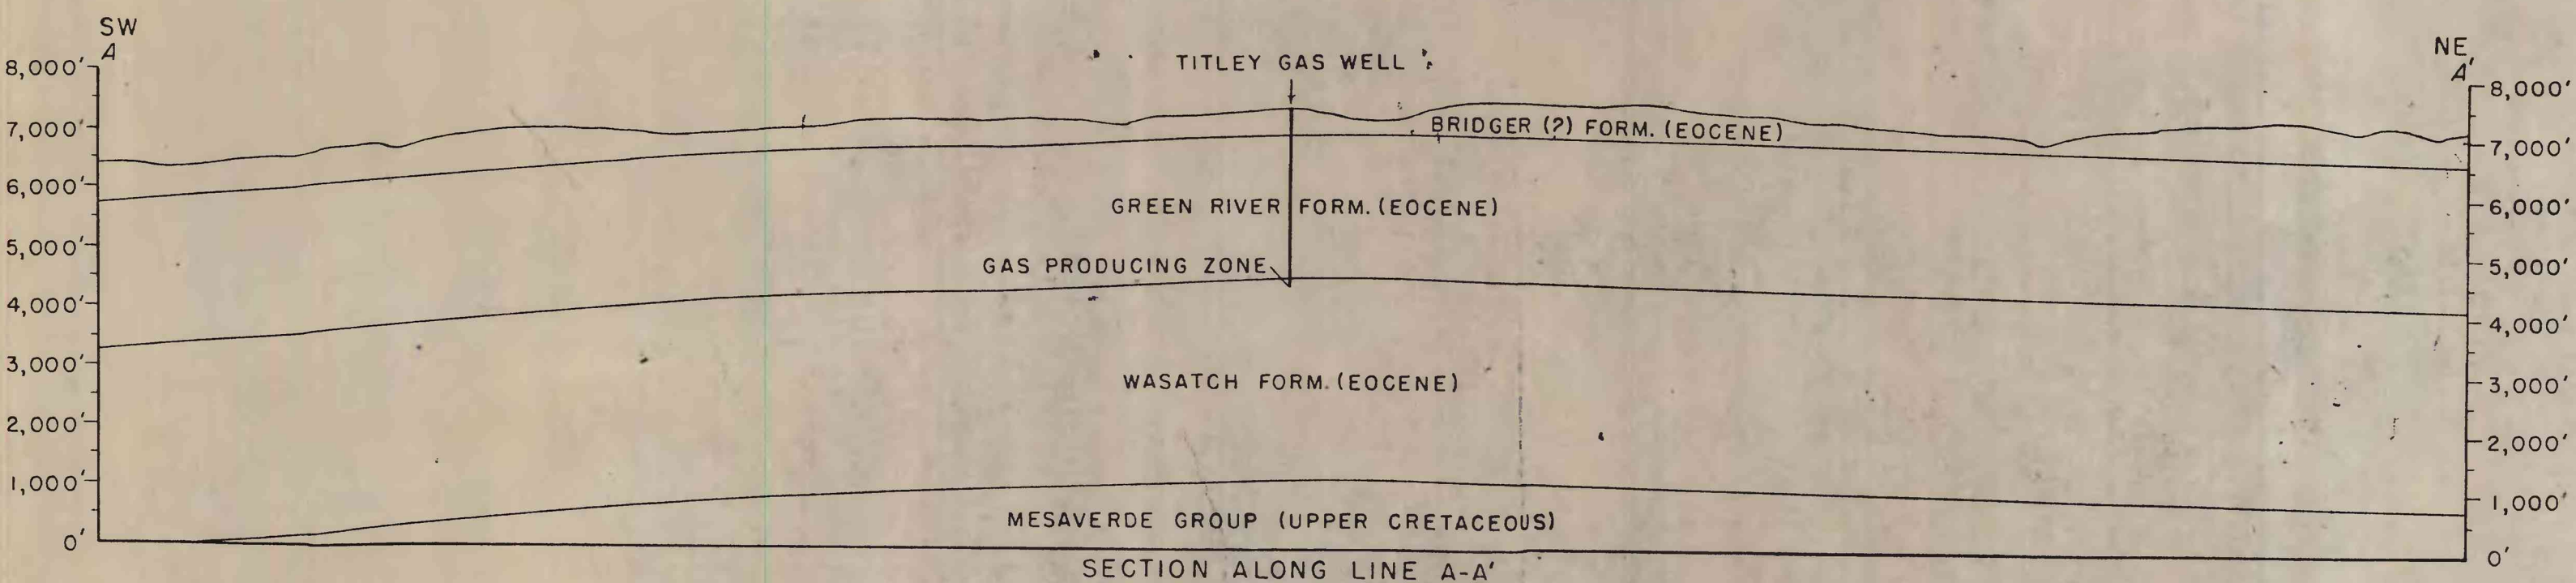 SW
A
NE
A'
TITLEY GAS WELL
8,000'
7,000'
6,000'
5,000'
4,000'
3,000'
2,000'
1,000'
0'
8,000'
7,000'
6,000'
5,000'
4,000'
3,000'
2,000'
1,000'
0'
BRIDGER (?) FORM. (EOCENE)
GREEN RIVER FORM. (EOCENE)
GAS PRODUCING ZONE
WASATCH FORM. (EOCENE)
MESAVERDE GROUP (UPPER CRETACEOUS)
SECTION ALONG LINE A-A'